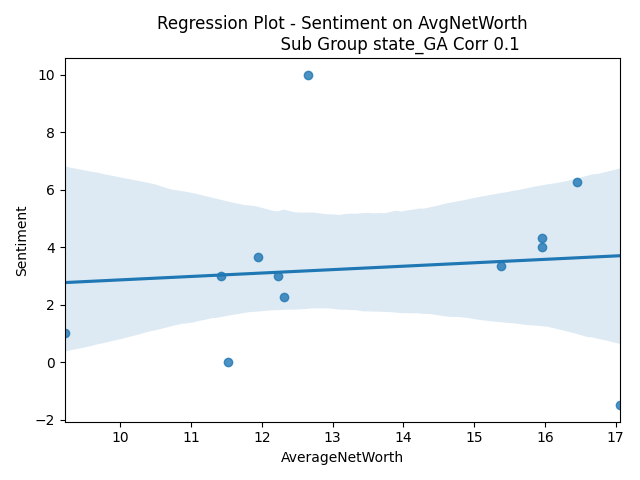 Regression Plot - Sentiment on AvgNetWorth
Sub Group state_GA Corr 0.1
10
8
6
4
2
0
−2
Sentiment
10 11 12 13 14 15 16 17
AverageNetWorth